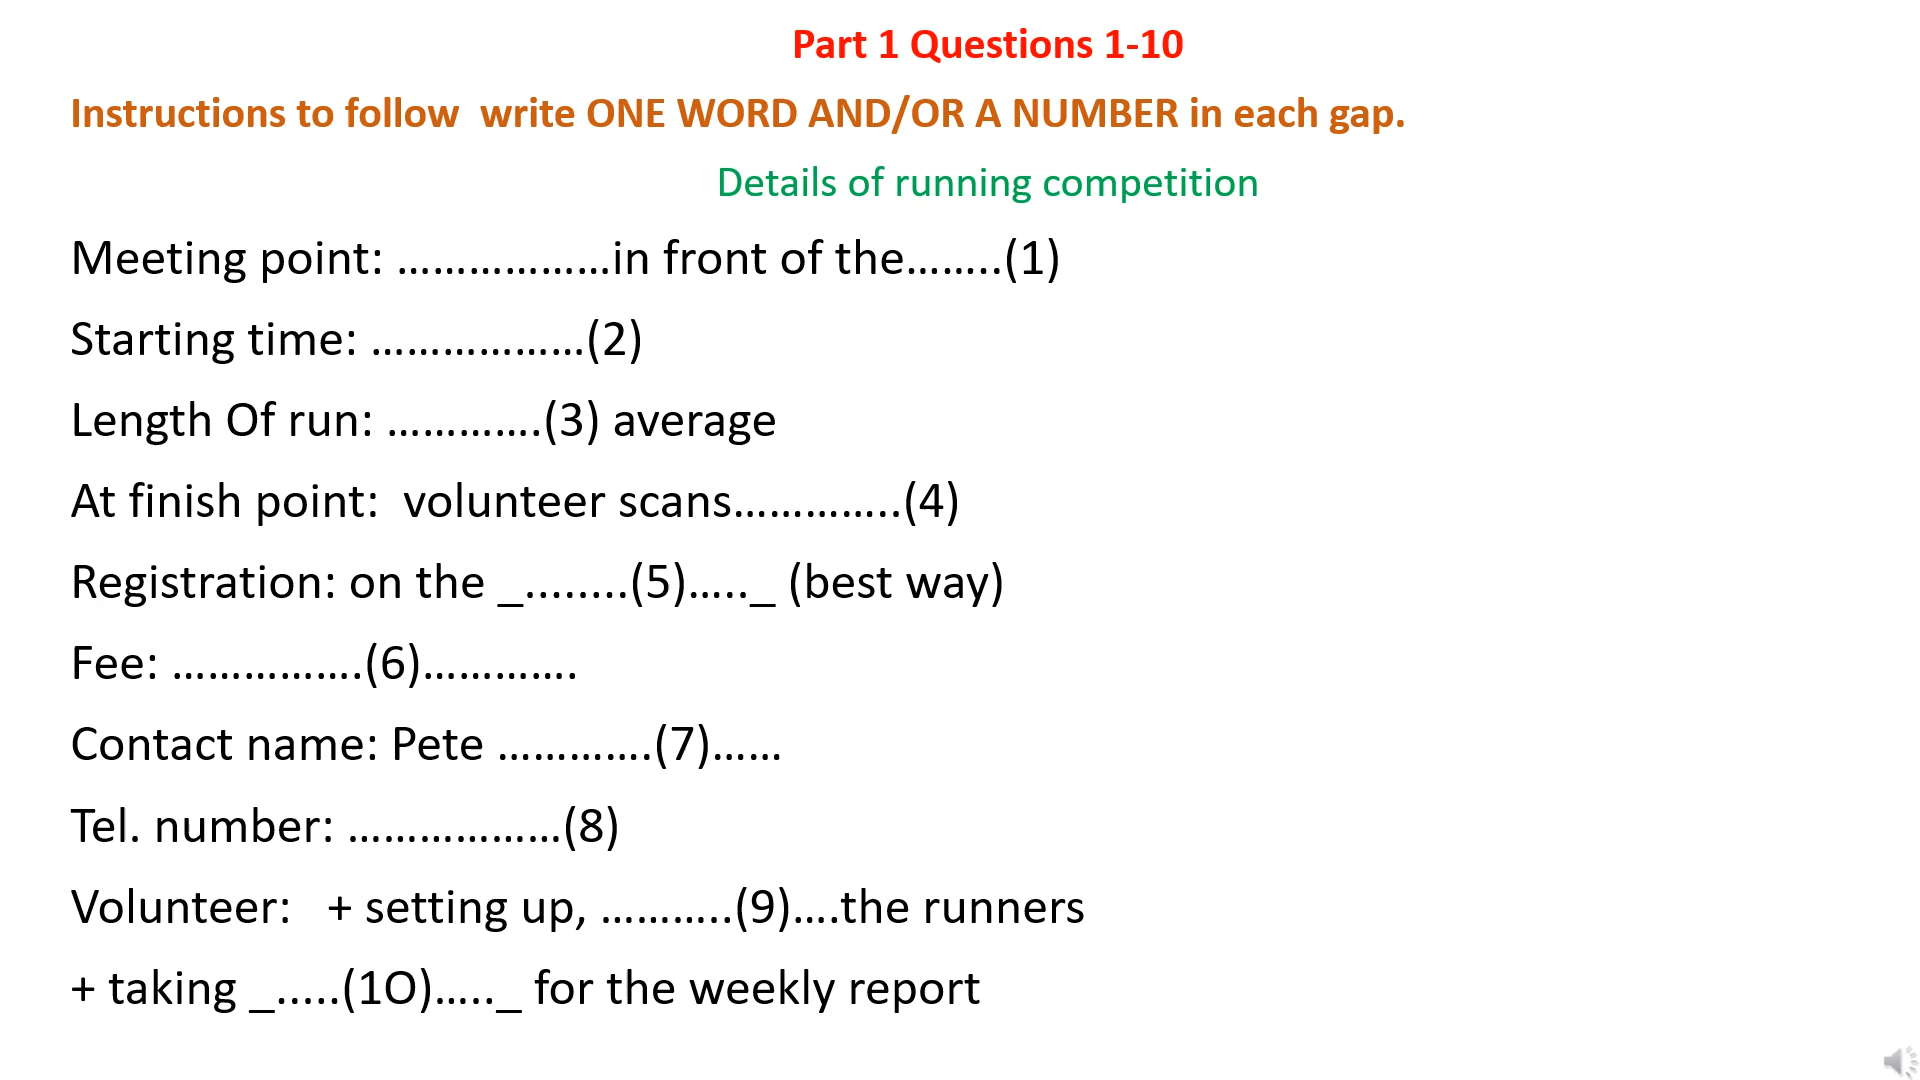 Part 1 Questions 1-10
Instructions to follow  write ONE WORD AND/OR A NUMBER in each gap.
Details of running competition
Meeting point: ………………in front of the……..(1)
Starting time: ………………(2)
Length Of run: ………….(3) average
At finish point:  volunteer scans…………..(4)
Registration: on the _........(5)….._ (best way)
Fee: …………….(6)………….
Contact name: Pete ………….(7)……
Tel. number: ………………(8)
Volunteer:   + setting up, ………..(9)….the runners
+ taking _.....(1O)….._ for the weekly report